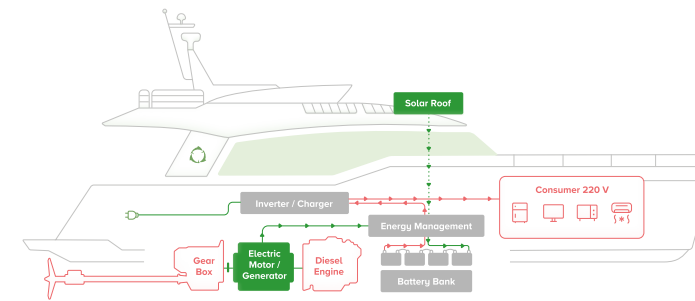 Solar Roof
Consumer 220 V
Inverter / Charger
Energy Management
Gear
Box
Electric
Motor /
Generator
Diesel
Engine
Battery Bank